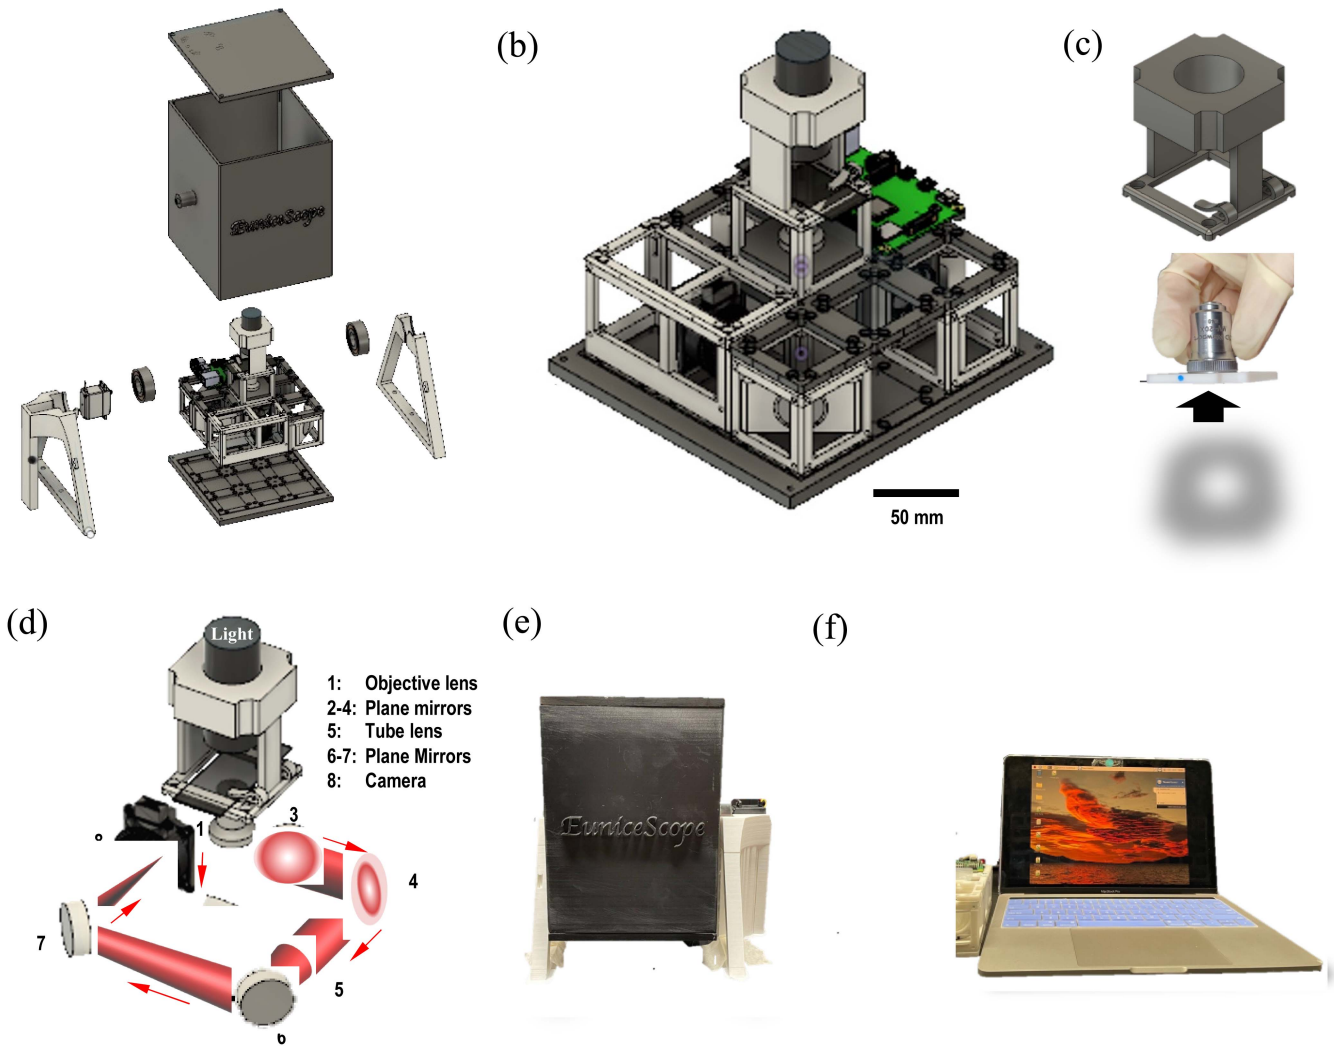 (b)
(c)
EuniceScope
50 mm
(d)
Light
1: Objective lens
2-4: Plane mirrors
5: Tube lens
6-7: Plane Mirrors
8: Camera
1
3
4
7
5
6
(e)
EuniceScope
(f)